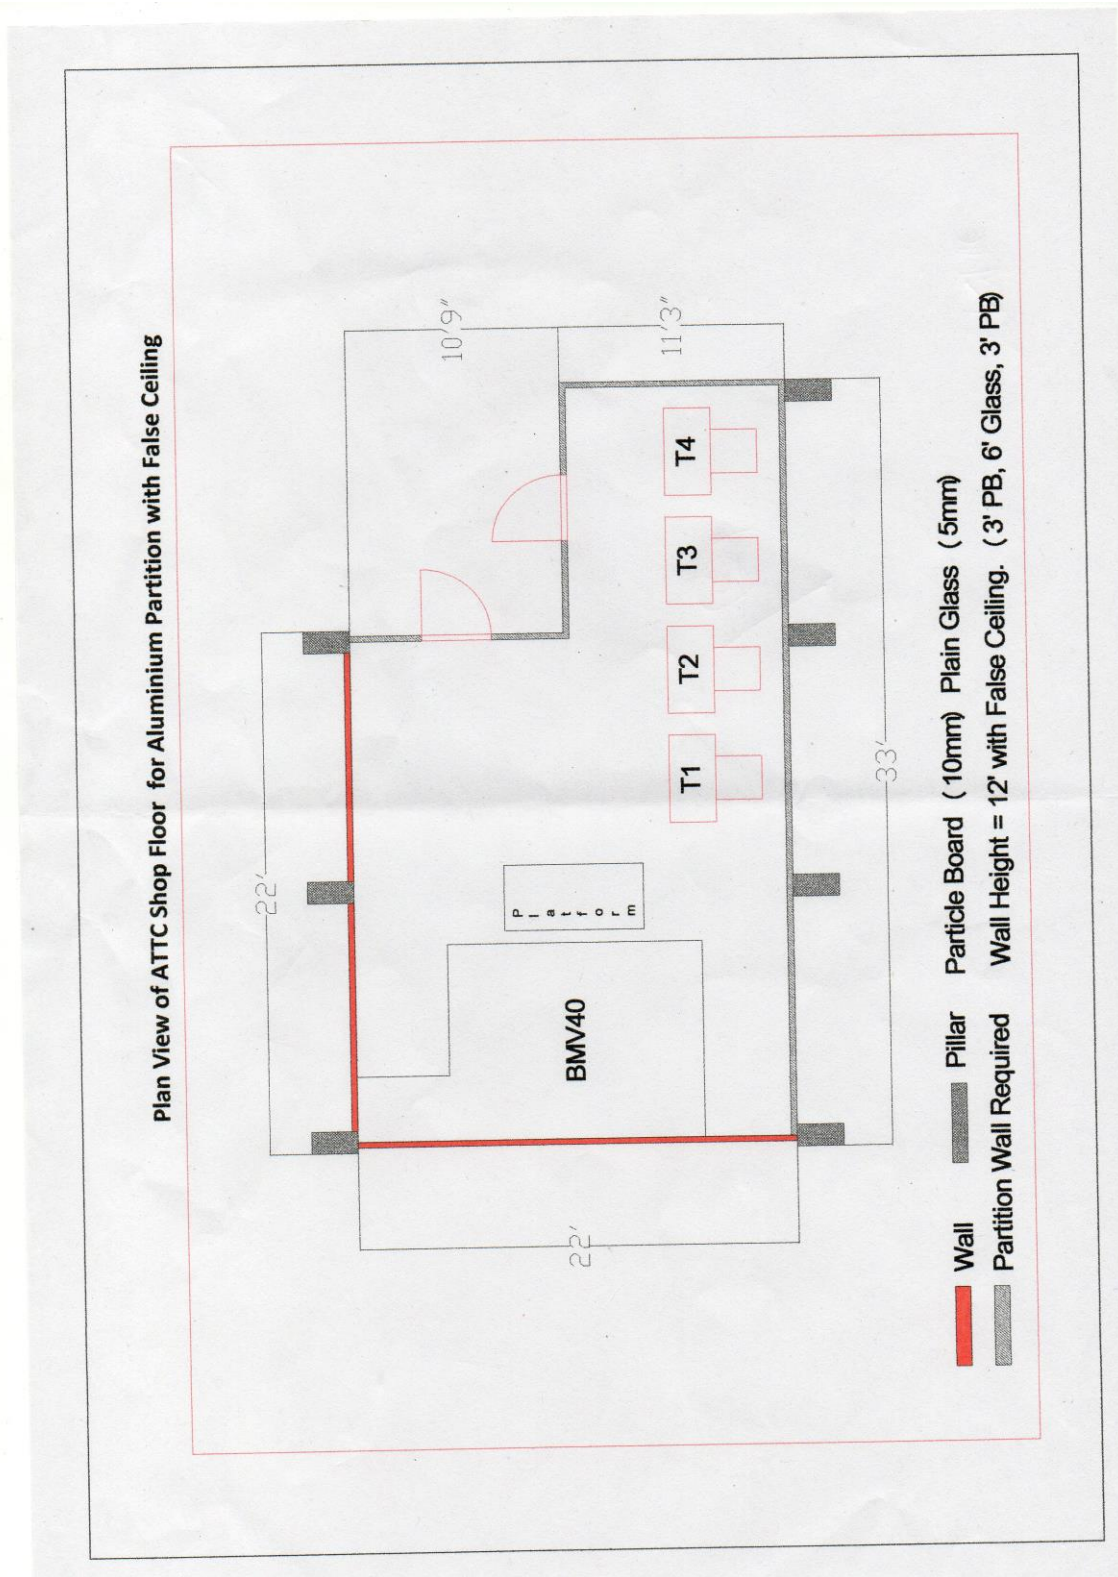 Plan View of ATTC Shop Floor for Aluminium Partition with False Ceiling
22'
10'9"
22'
BMV40
Platform
T1
T2
T3
T4
11'3"
33'
Wall
Pillar
Particle Board (10mm) Plain Glass (5mm)
Partition Wall Required
Wall Height = 12' with False Ceiling. (3' PB, 6' Glass, 3' PB)